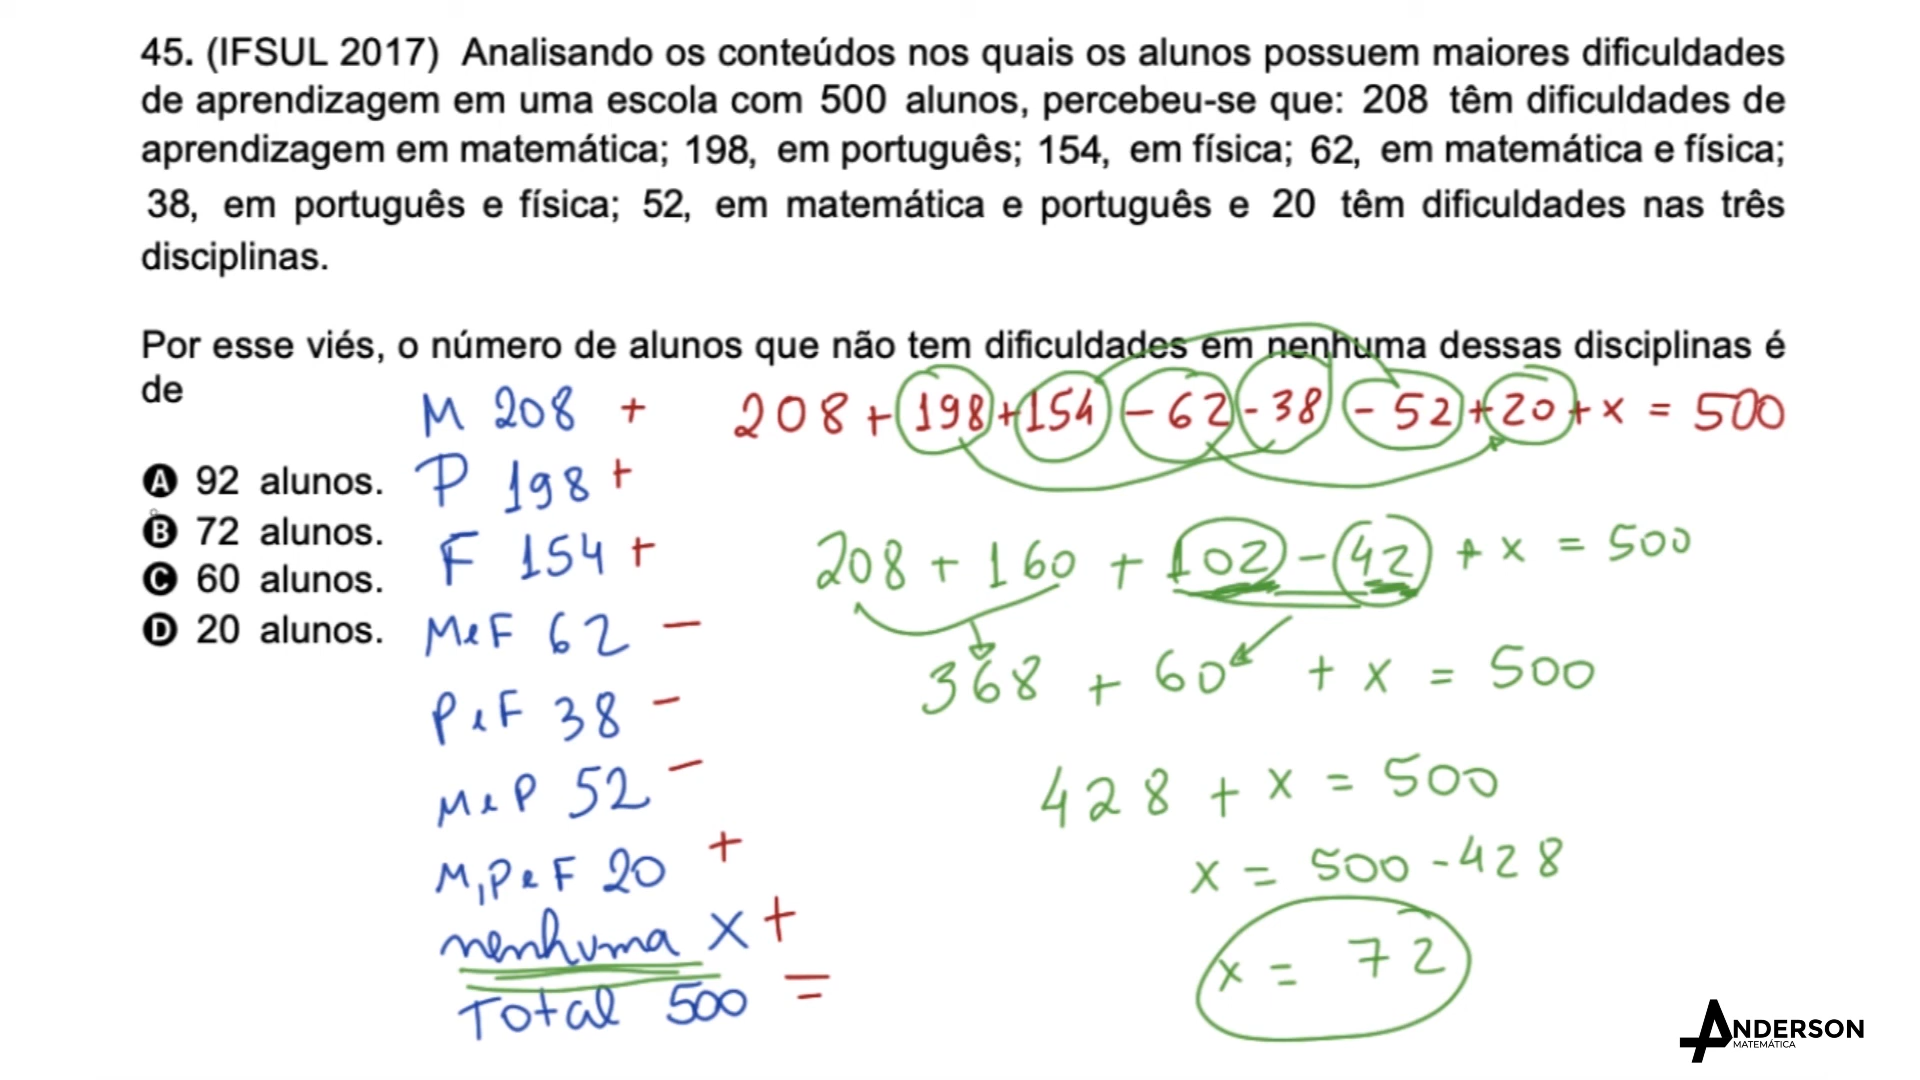 45. (IFSUL 2017) Analisando os conteúdos nos quais os alunos possuem maiores dificuldades
de aprendizagem em uma escola com 500 alunos, percebeu-se que: 208 têm dificuldades de
aprendizagem em matemática; 198, em português; 154, em física; 62, em matemática e física;
38, em português e física; 52, em matemática e português e 20 têm dificuldades nas três
disciplinas.
Por esse viés, o número de alunos que não tem dificuldades em nenhuma dessas disciplinas é
de
A 92 alunos.
B 72 alunos.
C 60 alunos.
D 20 alunos.
M 208 +
P 198 +
F 154 +
M e F 62 -
P e F 38 -
M e P 52 -
M, P e F 20 +
nenhuma x +
Total 500 =
208 + 198 + 154 - 62 - 38 - 52 + 20 + x = 500
208 + 160 + 102 - 42 + x = 500
368 + 60 + x = 500
428 + x = 500
x = 500 - 428
x = 72
ANDERSON
MATEMÁTICA